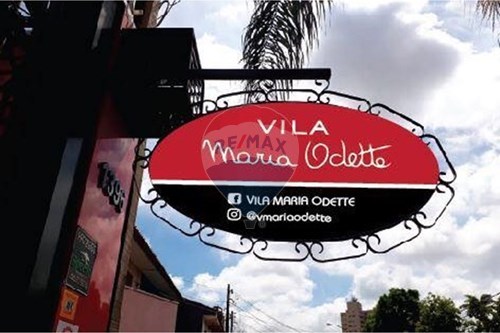 VILA
Maria Odette
RE/MAX
VILA MARIA ODETTE
@vmariaodette